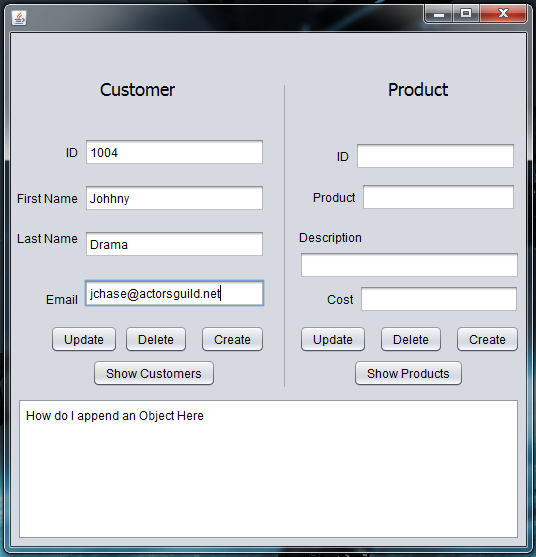 Customer
ID 1004
First Name Johhny
Last Name Drama
Email jchase@actorsguild.net
Update Delete Create
Show Customers
Product
ID
Product
Description
Cost
Update Delete Create
Show Products
How do I append an Object Here